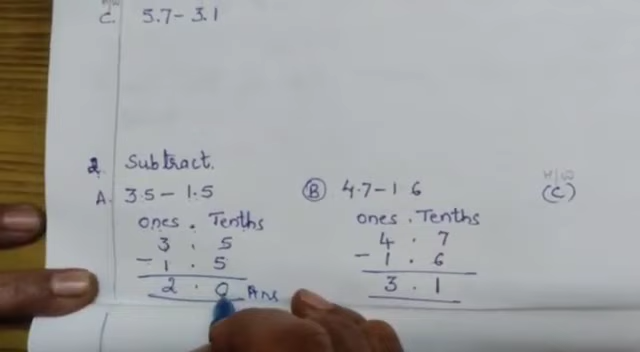 H/W
C. 5.7 - 3.1
2. Subtract.
A. 3.5 - 1.5
ones . Tenths
3 . 5
- 1 . 5
2 . 0 Ans
B 4.7 - 1 6
ones . Tenths
4 . 7
- 1 . 6
3 . 1
H/W
(C)